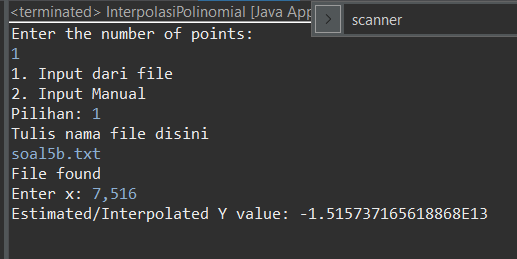 <terminated> InterpolasiPolinomial [Java App
scanner
Enter the number of points:
1
1. Input dari file
2. Input Manual
Pilihan: 1
Tulis nama file disini
soal5b.txt
File found
Enter x: 7,516
Estimated/Interpolated Y value: -1.515737165618868E13